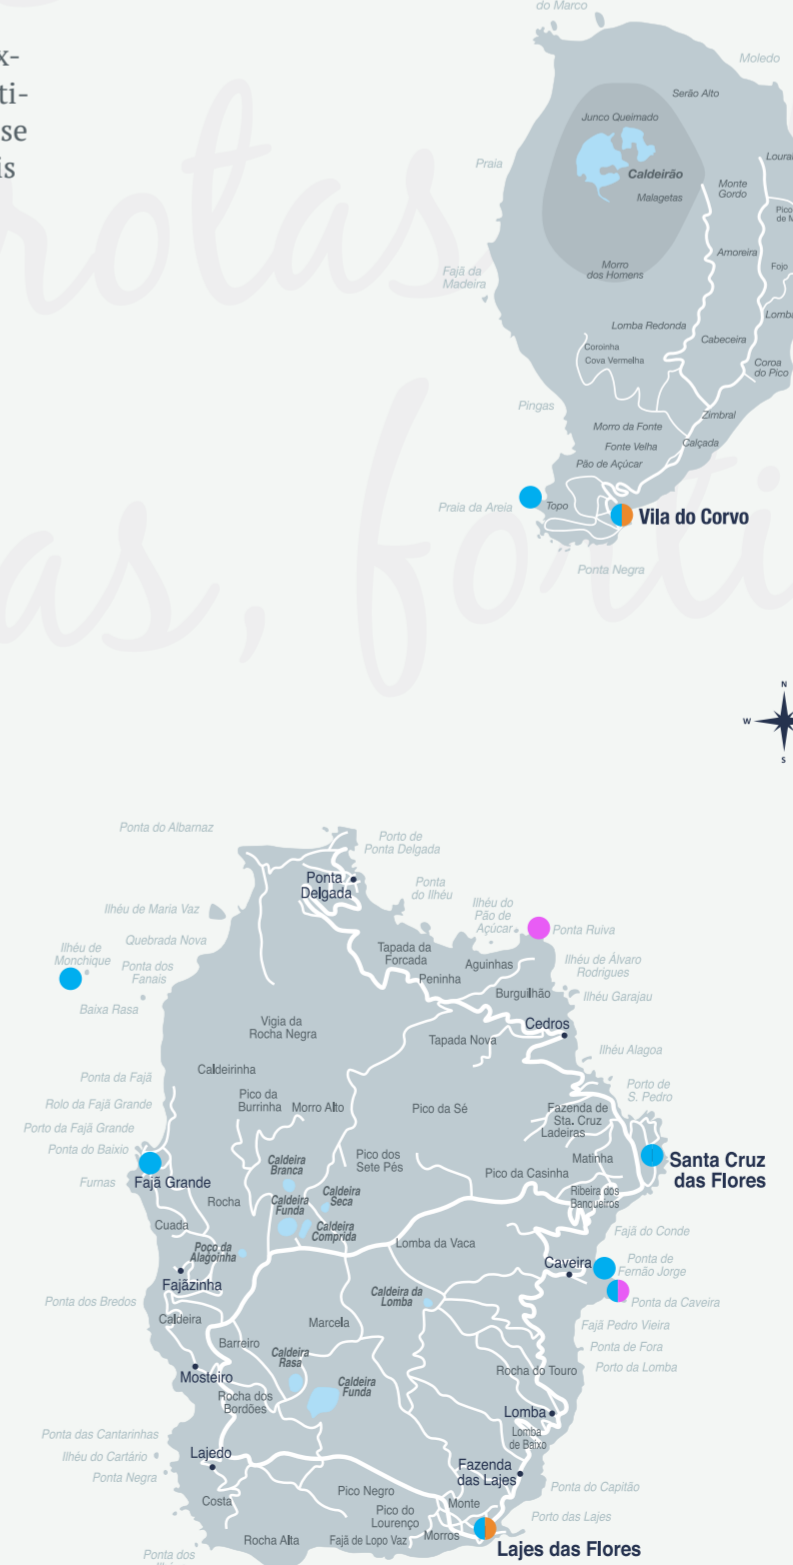 x-
ti-
se
is
rotas
as, forti
do Marco
Moledo
Serão Alto
Junco Queimado
Praia
Caldeirão
Malagetas
Monte
Gordo
Pico
Amoreira
Fajã da
Madeira
Morro
dos Homens
Fojo
Lomba
Lomba Redonda
Cabeceira
Coroinha
Cova Vermelha
Coroa
do Pico
Pingas
Zimbral
Morro da Fonte
Calçada
Fonte Velha
Pão de Açúcar
Praia da Areia
Topo
Vila do Corvo
Ponta Negra
N
W
S
Ponta do Albarnaz
Porto de
Ponta Delgada
Ponta
Delgada
Ponta
do Ilhéu
Ilhéu de Maria Vaz
Ilhéu do
Pão de
Açúcar
Ponta Ruiva
Quebrada Nova
Ilhéu de
Monchique
Ponta dos
Fanais
Tapada da
Forcada
Aguinhas
Peninha
Ilhéu de Álvaro
Rodrigues
Baixa Rasa
Burguilhão
Ilhéu Garajau
Vigia da
Rocha Negra
Cedros
Tapada Nova
Ilhéu Alagoa
Caldeirinha
Ponta da Fajã
Porto de
S. Pedro
Rolo da Fajã Grande
Pico da
Burrinha
Morro Alto
Pico da Sé
Fazenda de
Sta. Cruz
Ladeiras
Porto da Fajã Grande
Ponta do Baixio
Pico dos
Sete Pés
Matinha
Santa Cruz
das Flores
Caldeira
Branca
Pico da Casinha
Furnas
Fajã Grande
Rocha
Caldeira
Funda
Caldeira
Seca
Ribeira dos
Barqueiros
Cuada
Caldeira
Comprida
Fajã do Conde
Poço da
Alagoinha
Lomba da Vaca
Caveira
Ponta de
Fernão Jorge
Fajãzinha
Caldeira da
Lomba
Ponta dos Bredos
Ponta da Caveira
Caldeira
Marcela
Fajã Pedro Vieira
Barreiro
Caldeira
Rasa
Ponta de Fora
Porto da Lomba
Mosteiro
Rocha do Touro
Caldeira
Funda
Rocha dos
Bordões
Lomba
Ponta das Cantarinhas
Lomba
de Baixo
Ilhéu do Cartário
Lajedo
Fazenda
das Lajes
Ponta Negra
Ponta do Capitão
Costa
Pico Negro
Monte
Pico do
Lourenço
Porto das Lajes
Rocha Alta
Fajã de Lopo Vaz
Morros
Lajes das Flores
Ponta dos